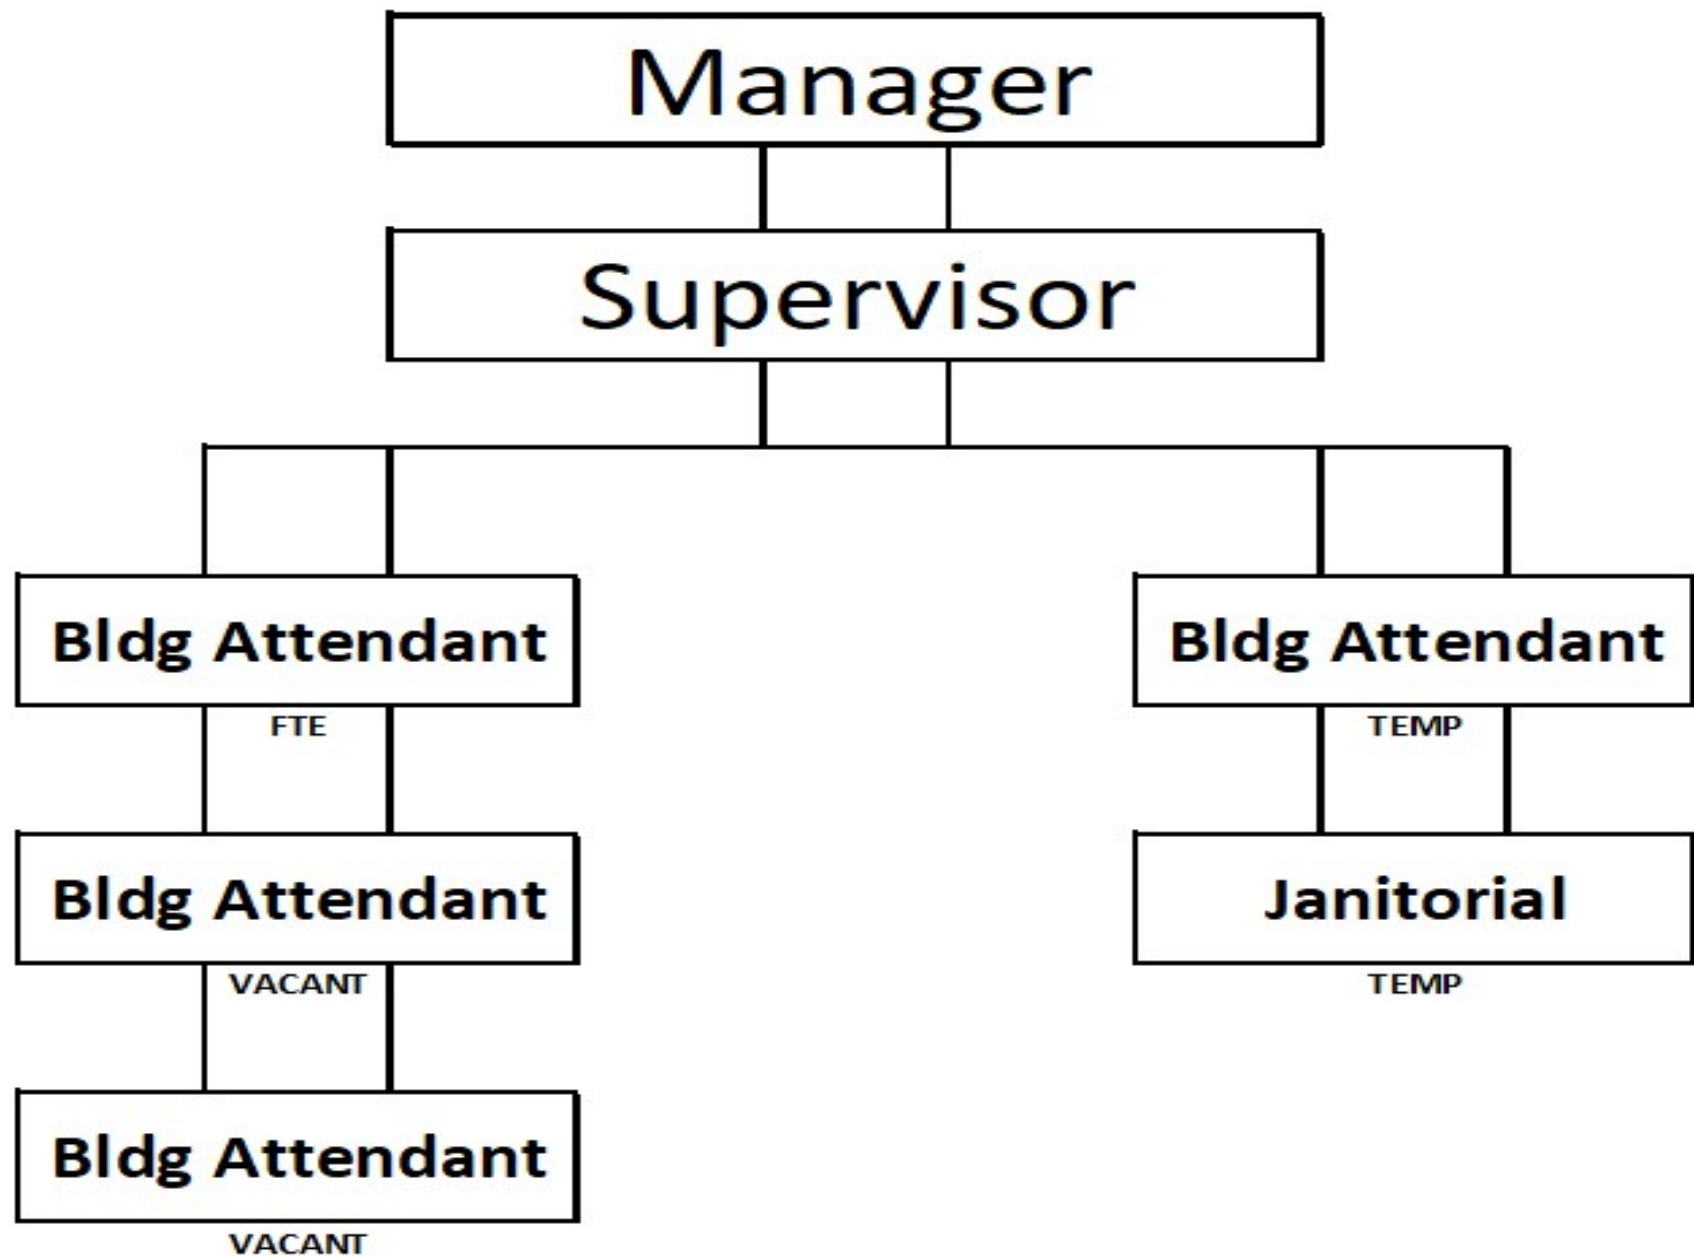 Manager
Supervisor
Bldg Attendant
FTE
Bldg Attendant
VACANT
Bldg Attendant
VACANT
Bldg Attendant
TEMP
Janitorial
TEMP